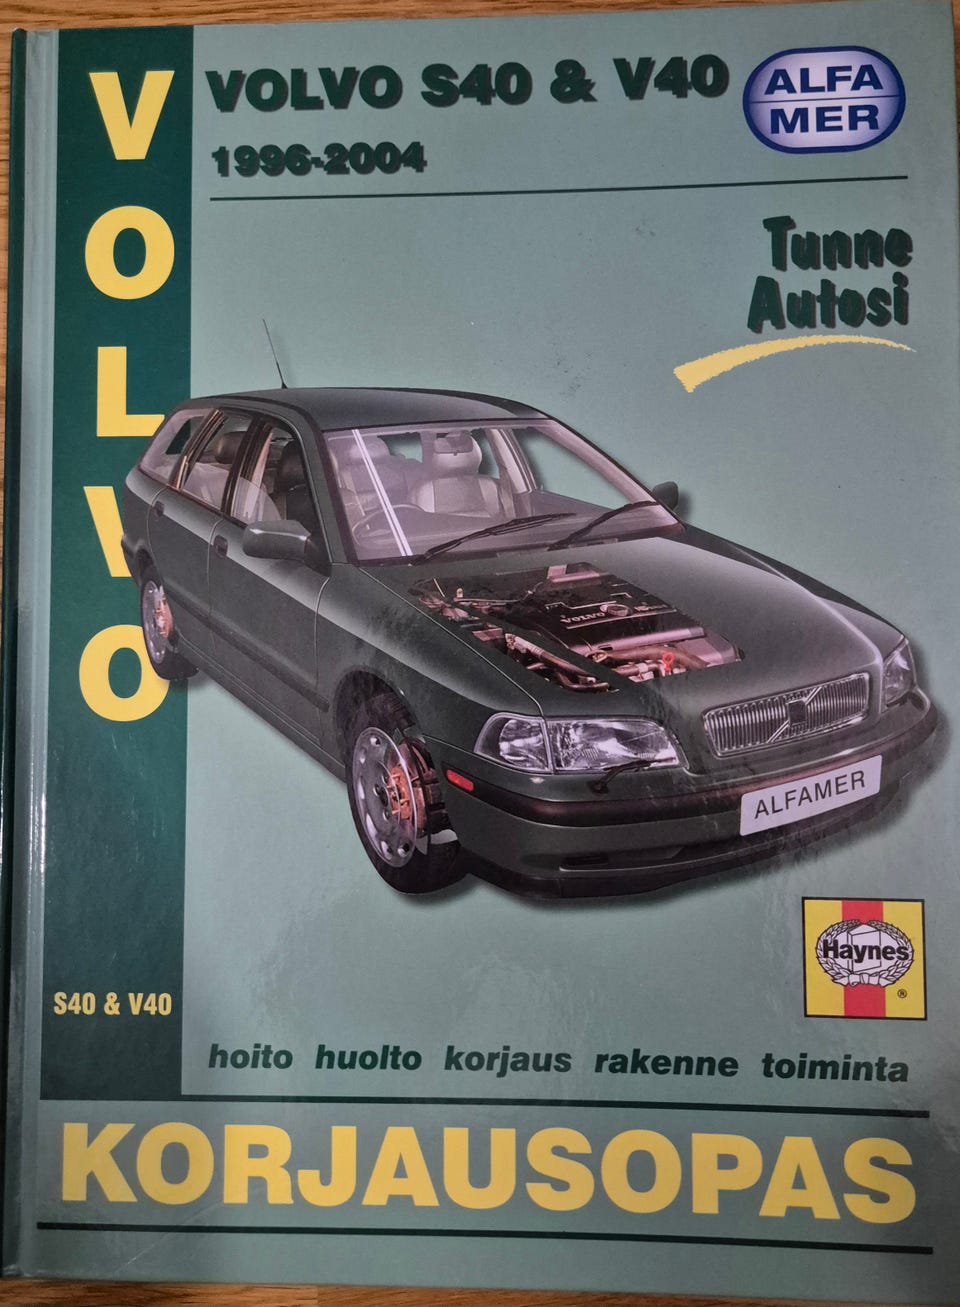 VOLVO
VOLVO S40 & V40
1996-2004
ALFA
MER
Tunne
Autosi
VOLVO
ALFAMER
Haynes
®
S40 & V40
hoito huolto korjaus rakenne toiminta
KORJAUSOPAS